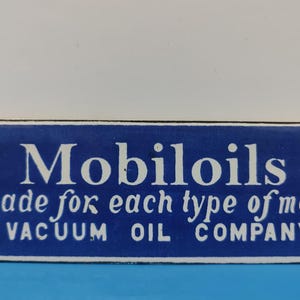 Mobiloils
ade for each type of m
VACUUM OIL COMPANY